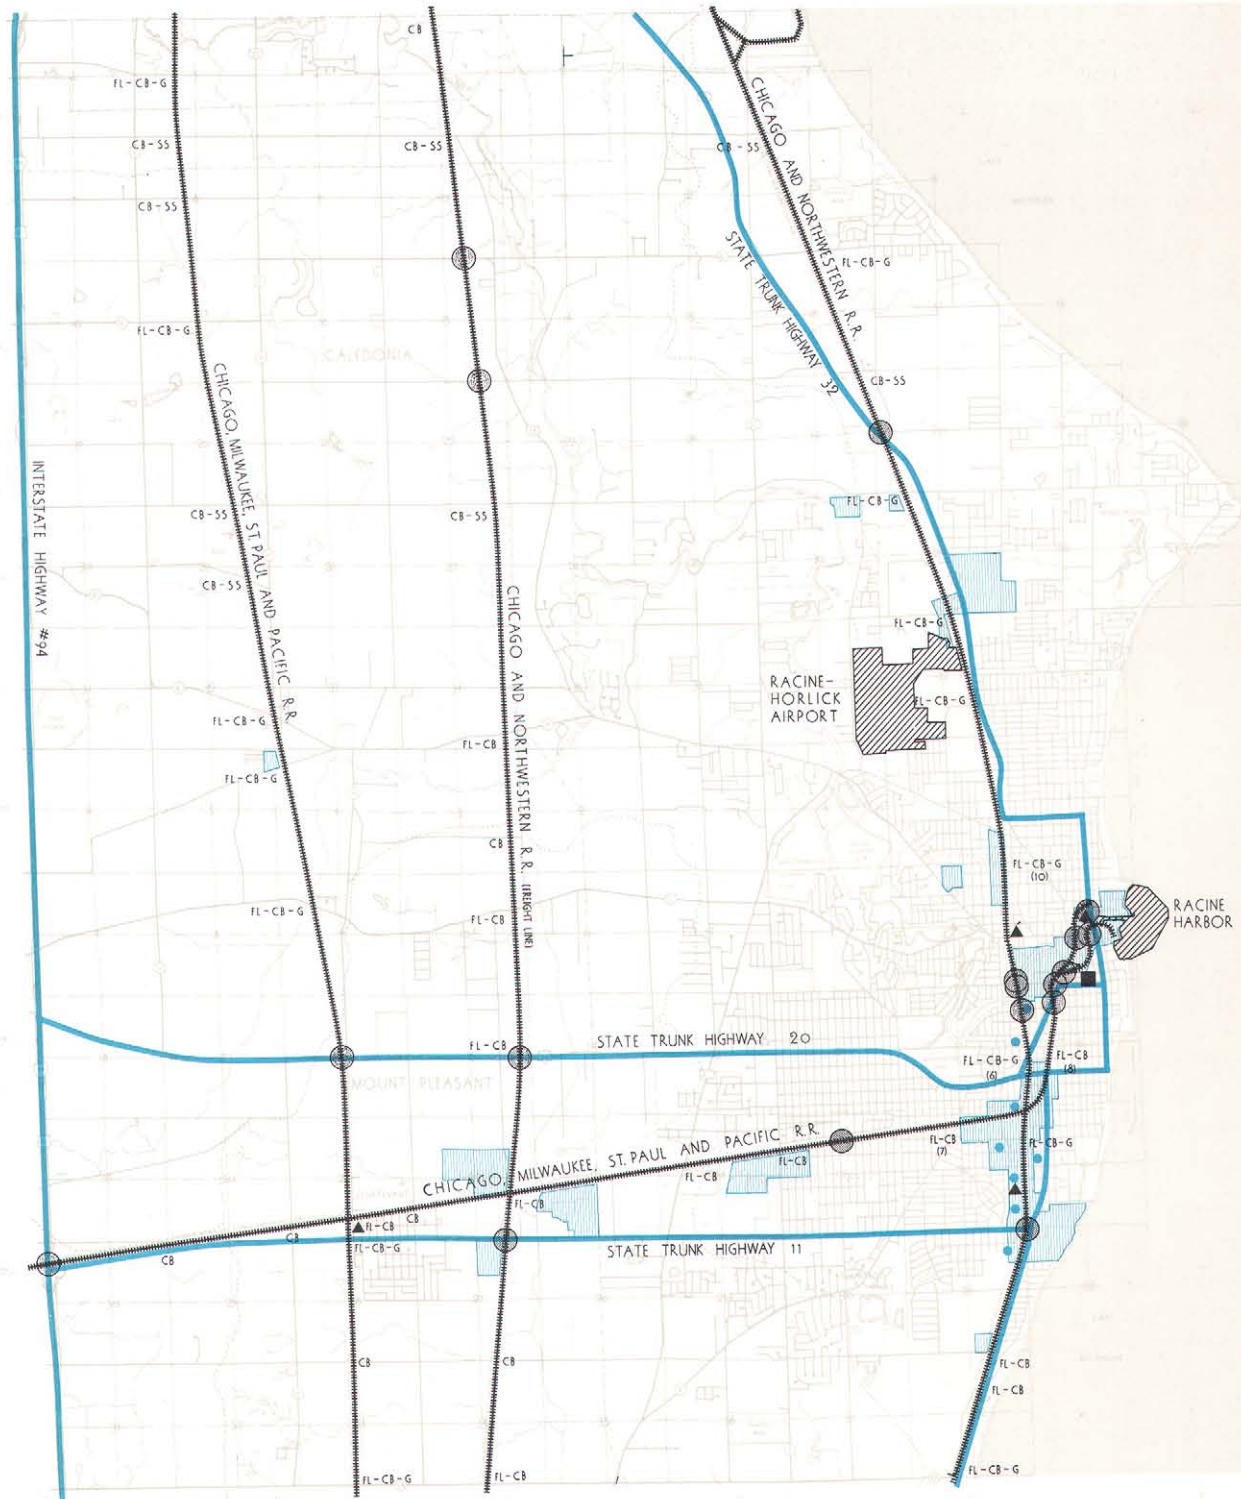 CB
FL-CB-G
CB-SS
CB-SS
CB-SS
CHICAGO AND NORTHWESTERN R.R.
CB-SS
STATE TRUNK HIGHWAY 32
FL-CB-G
FL-CB-G
CALEDONIA
CHICAGO, MILWAUKEE, ST. PAUL AND PACIFIC R.R.
CB-SS
INTERSTATE HIGHWAY #94
CB-SS
CB-SS
FL-CB-G
CB-SS
CHICAGO AND NORTHWESTERN R.R. (FREIGHT LINE)
FL-CB-G
RACINE-
HORLICK
AIRPORT
FL-CB-G
FL-CB-G
FL-CB
FL-CB-G
CB
FL-CB-G
(10)
FL-CB-G
FL-CB
RACINE
HARBOR
FL-CB
STATE TRUNK HIGHWAY 20
FL-CB-G
(6)
FL-CB
(8)
MOUNT PLEASANT
CHICAGO, MILWAUKEE, ST. PAUL AND PACIFIC R.R.
FL-CB
(7)
FL-CB-G
FL-CB
FL-CB
FL-CB
CB
FL-CB
CB
FL-CB-G
CB
STATE TRUNK HIGHWAY 11
CB
CB
FL-CB
FL-CB
FL-CB-G
FL-CB
FL-CB-G